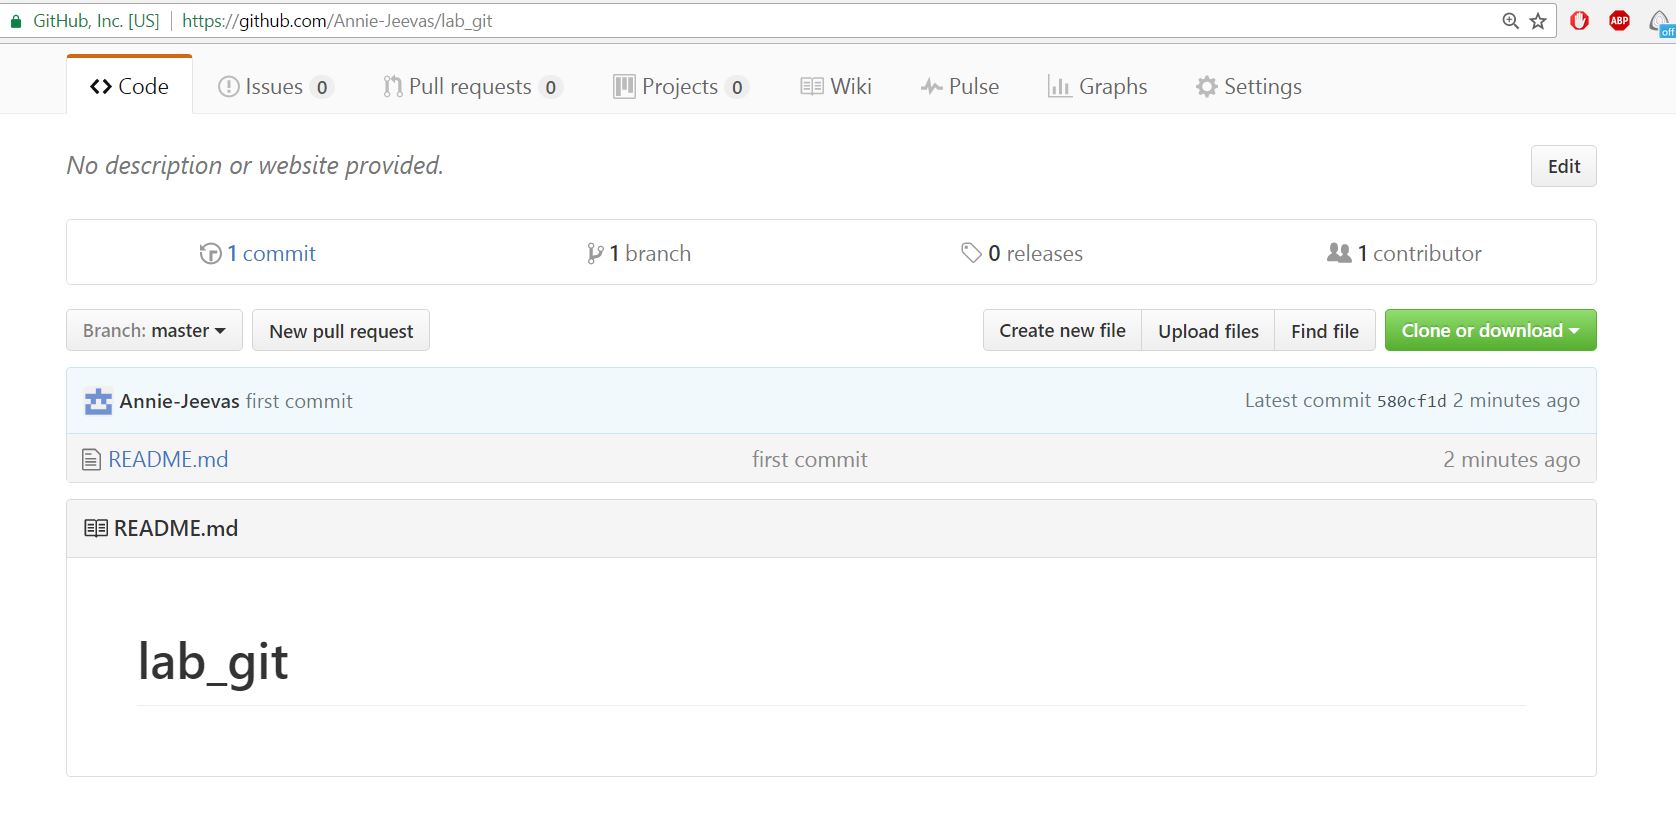 GitHub, Inc. [US] https://github.com/Annie-Jeevas/lab_git ABP off
Code Issues 0 Pull requests 0 Projects 0 Wiki Pulse Graphs Settings
No description or website provided. Edit
1 commit 1 branch 0 releases 1 contributor
Branch: master New pull request Create new file Upload files Find file Clone or download
Annie-Jeevas first commit Latest commit 580cf1d 2 minutes ago
README.md first commit 2 minutes ago
README.md
lab_git